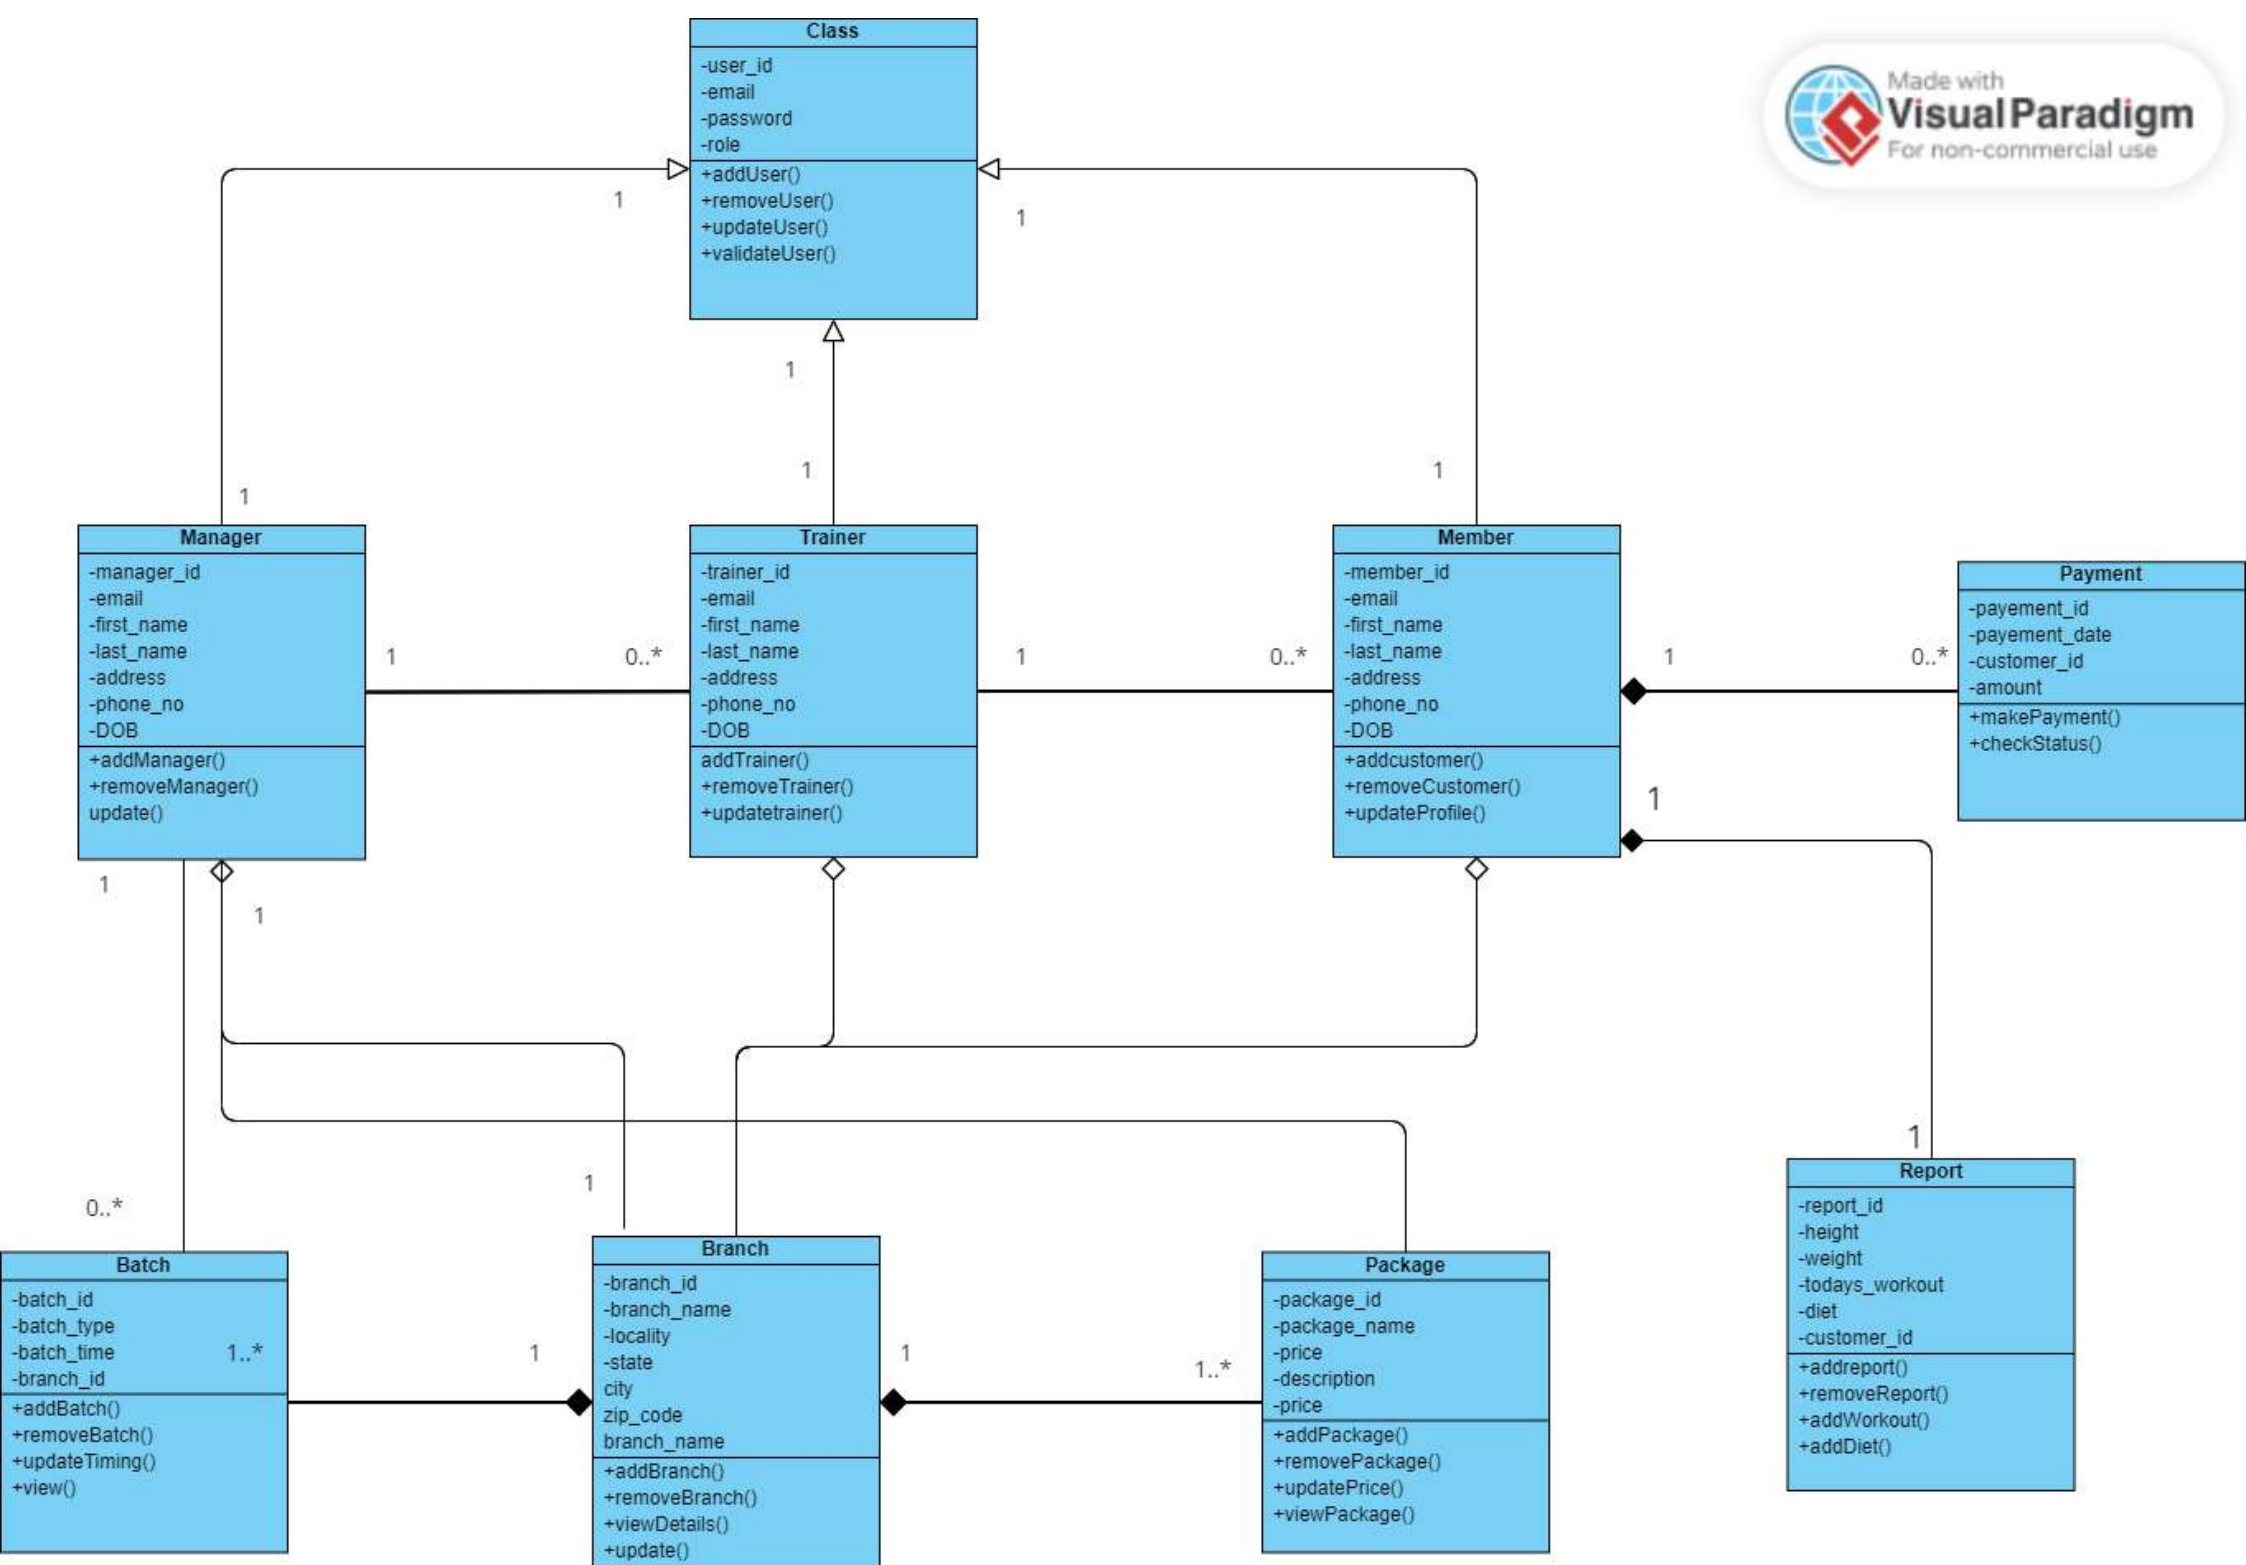 Class
-user_id
-email
-password
-role
+addUser()
+removeUser()
+updateUser()
+validateUser()
Made with
Visual Paradigm
For non-commercial use
1
1
1
1
1
1
Manager
-manager_id
-email
-first_name
-last_name
-address
-phone_no
-DOB
+addManager()
+removeManager()
update()
1
0..*
Trainer
-trainer_id
-email
-first_name
-last_name
-address
-phone_no
-DOB
addTrainer()
+removeTrainer()
+updatetrainer()
1
0..*
Member
-member_id
-email
-first_name
-last_name
-address
-phone_no
-DOB
+addcustomer()
+removeCustomer()
+updateProfile()
1
0..*
Payment
-payement_id
-payement_date
-customer_id
-amount
+makePayment()
+checkStatus()
1
1
1
1
1
0..*
Batch
-batch_id
-batch_type
-batch_time
-branch_id
+addBatch()
+removeBatch()
+updateTiming()
+view()
1..*
1
Branch
-branch_id
-branch_name
-locality
-state
city
zip_code
branch_name
+addBranch()
+removeBranch()
+viewDetails()
+update()
1
1..*
Package
-package_id
-package_name
-price
-description
-price
+addPackage()
+removePackage()
+updatePrice()
+viewPackage()
Report
-report_id
-height
-weight
-todays_workout
-diet
-customer_id
+addreport()
+removeReport()
+addWorkout()
+addDiet()